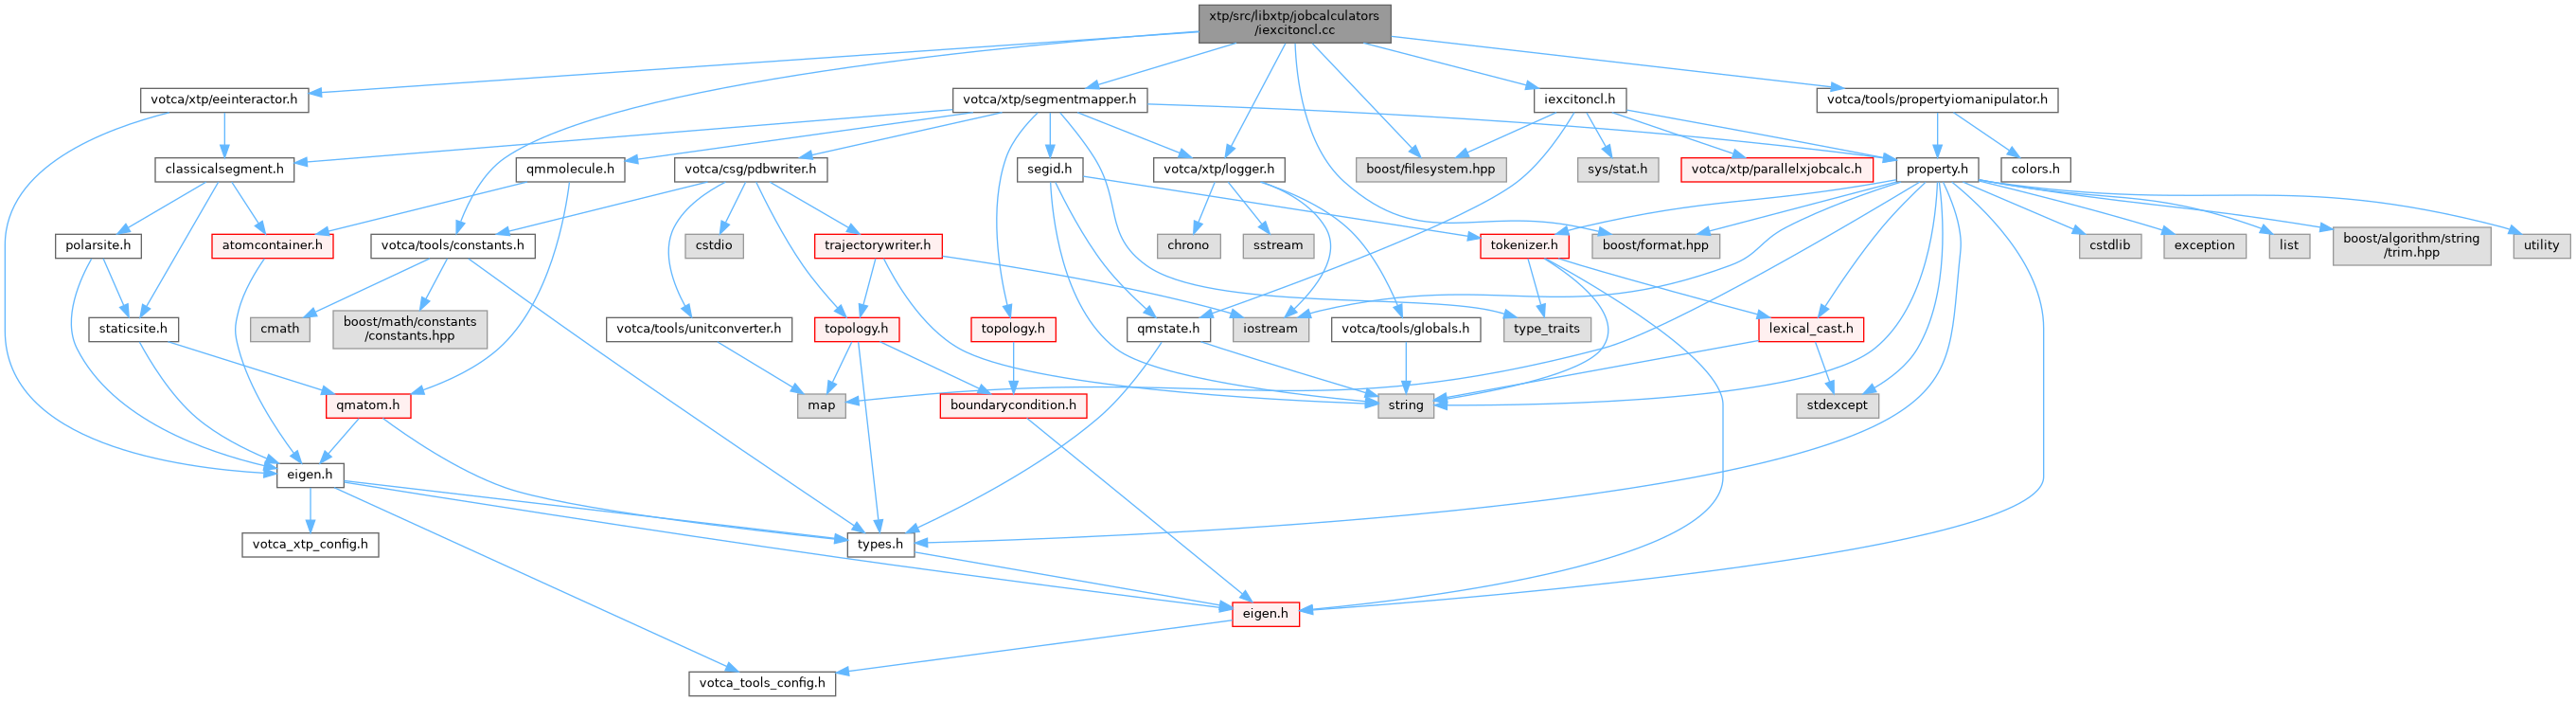 xtp/src/libxtp/jobcalculators
/iexcitoncl.cc
votca/xtp/eeinteractor.h
votca/xtp/segmentmapper.h
iexcitoncl.h
votca/tools/propertyiomanipulator.h
classicalsegment.h
qmmolecule.h
votca/csg/pdbwriter.h
segid.h
votca/xtp/logger.h
boost/filesystem.hpp
sys/stat.h
votca/xtp/parallelxjobcalc.h
property.h
colors.h
polarsite.h
atomcontainer.h
votca/tools/constants.h
cstdio
trajectorywriter.h
chrono
sstream
tokenizer.h
boost/format.hpp
cstdlib
exception
list
boost/algorithm/string
/trim.hpp
utility
staticsite.h
cmath
boost/math/constants
/constants.hpp
votca/tools/unitconverter.h
topology.h
topology.h
qmstate.h
iostream
votca/tools/globals.h
type_traits
lexical_cast.h
qmatom.h
map
boundarycondition.h
string
stdexcept
eigen.h
votca_xtp_config.h
types.h
eigen.h
votca_tools_config.h